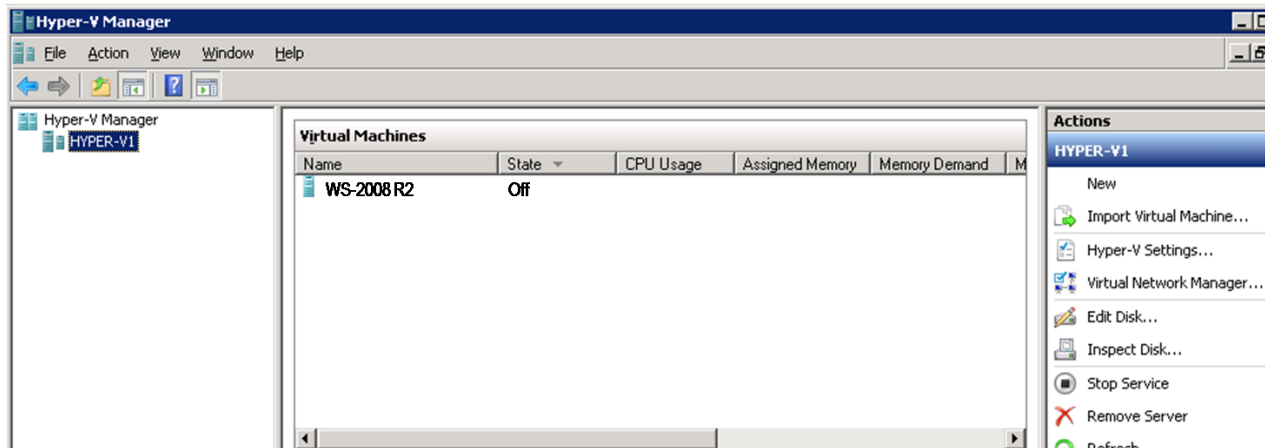 Hyper-V Manager
File Action View Window Help
Hyper-V Manager
HYPER-V1
Virtual Machines
Name State CPU Usage Assigned Memory Memory Demand M
WS-2008 R2 Off
Actions
HYPER-V1
New
Import Virtual Machine...
Hyper-V Settings...
Virtual Network Manager...
Edit Disk...
Inspect Disk...
Stop Service
Remove Server
Refresh